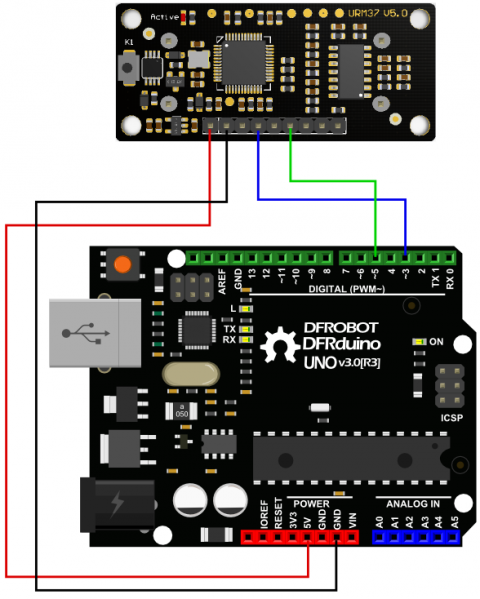 Active
URM37 V5.0
K1
AREF
GND
13
12
~11
~10
~9
8
7
~6
~5
4
~3
2
TX 1
RX 0
DIGITAL (PWM~)
L
TX
RX
DFROBOT
DFRduino
UNO v3.0[R3]
ON
050
ICSP
POWER
ANALOG IN
IOREF
RESET
3V3
5V
GND
GND
VIN
A0
A1
A2
A3
A4
A5